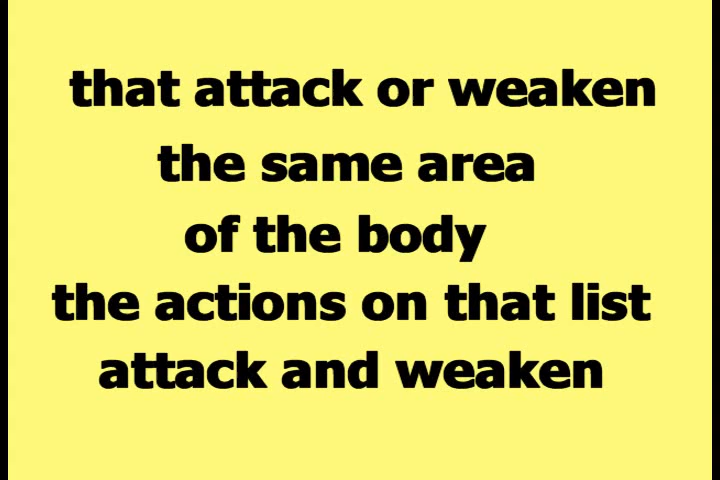 that attack or weaken
the same area
of the body
the actions on that list
attack and weaken